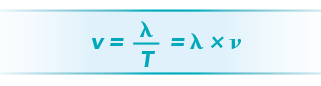 v = λ/T = λ × ν